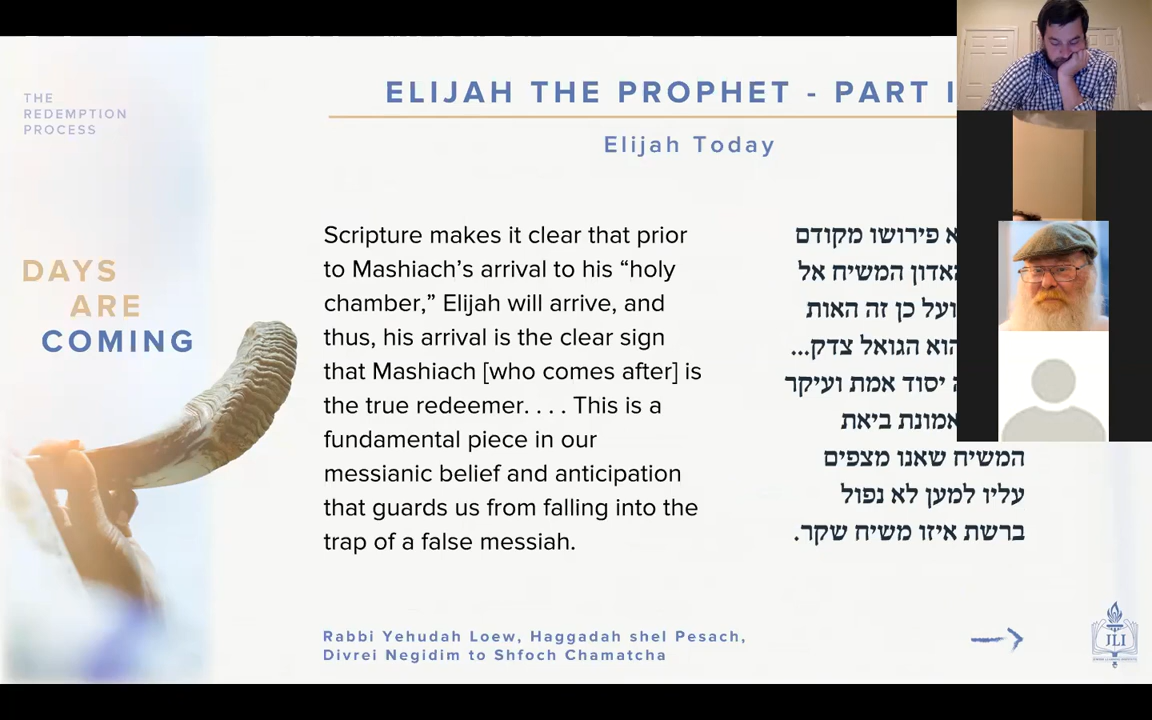 THE
REDEMPTION
PROCESS
DAYS
ARE
COMING
ELIJAH THE PROPHET - PART I
Elijah Today
Scripture makes it clear that prior
to Mashiach’s arrival to his “holy
chamber,” Elijah will arrive, and
thus, his arrival is the clear sign
that Mashiach [who comes after] is
the true redeemer. . . . This is a
fundamental piece in our
messianic belief and anticipation
that guards us from falling into the
trap of a false messiah.
פירושו מקודם
האדון המשיח אל
ועל כן זה האות
הוא הגואל צדק...
יסוד אמת ועיקר
אמונת ביאת
המשיח שאנו מצפים
עליו למען לא נפול
ברשת איזו משיח שקר.
Rabbi Yehudah Loew, Haggadah shel Pesach,
Divrei Negidim to Shfoch Chamatcha
JLI